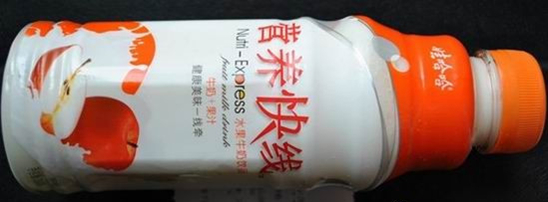 娃哈哈
营养快线
Nutri-Express
fruit milk drink
水果牛奶饮
牛奶+果汁
健康美味一线牵